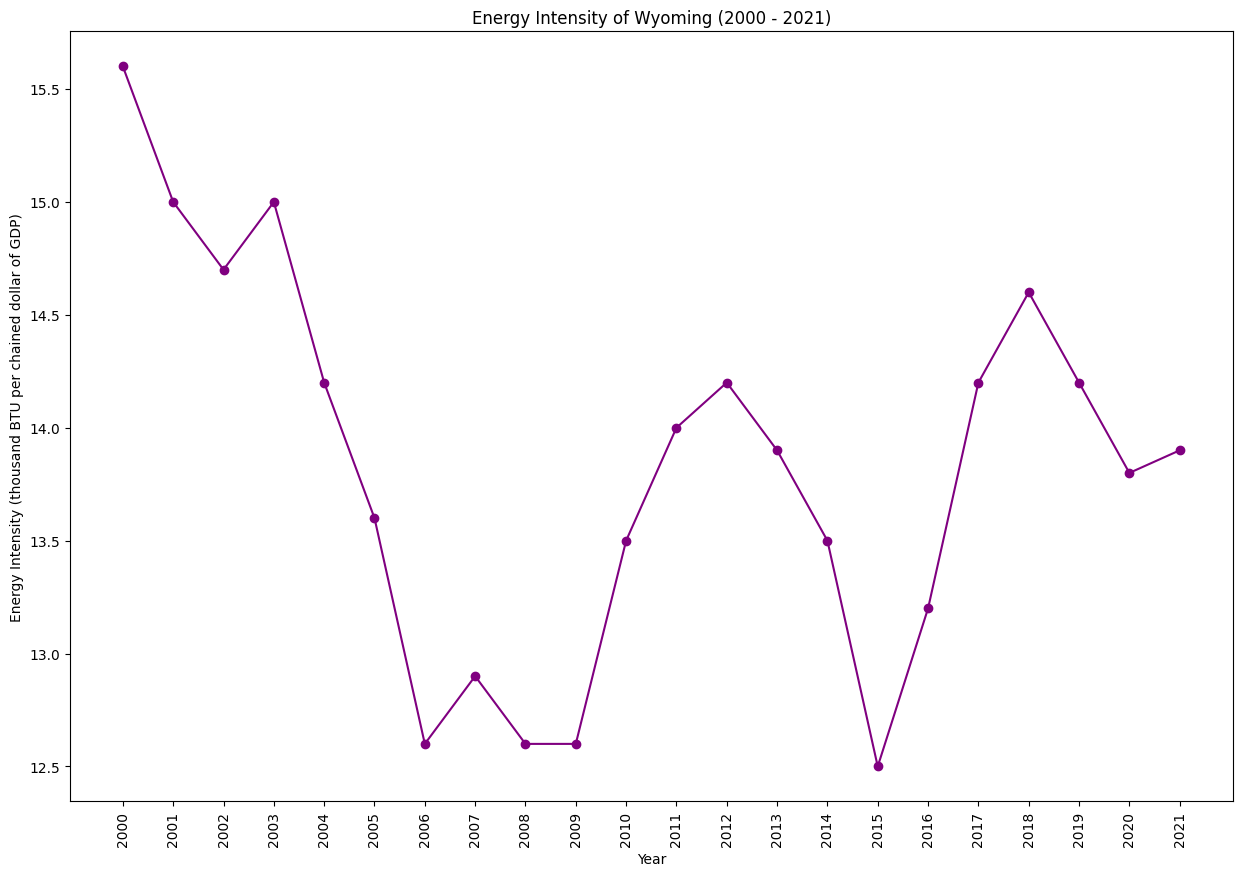 Energy Intensity of Wyoming (2000 - 2021)
Energy Intensity (thousand BTU per chained dollar of GDP)
15.5
15.0
14.5
14.0
13.5
13.0
12.5
2000 2001 2002 2003 2004 2005 2006 2007 2008 2009 2010 2011 2012 2013 2014 2015 2016 2017 2018 2019 2020 2021
Year